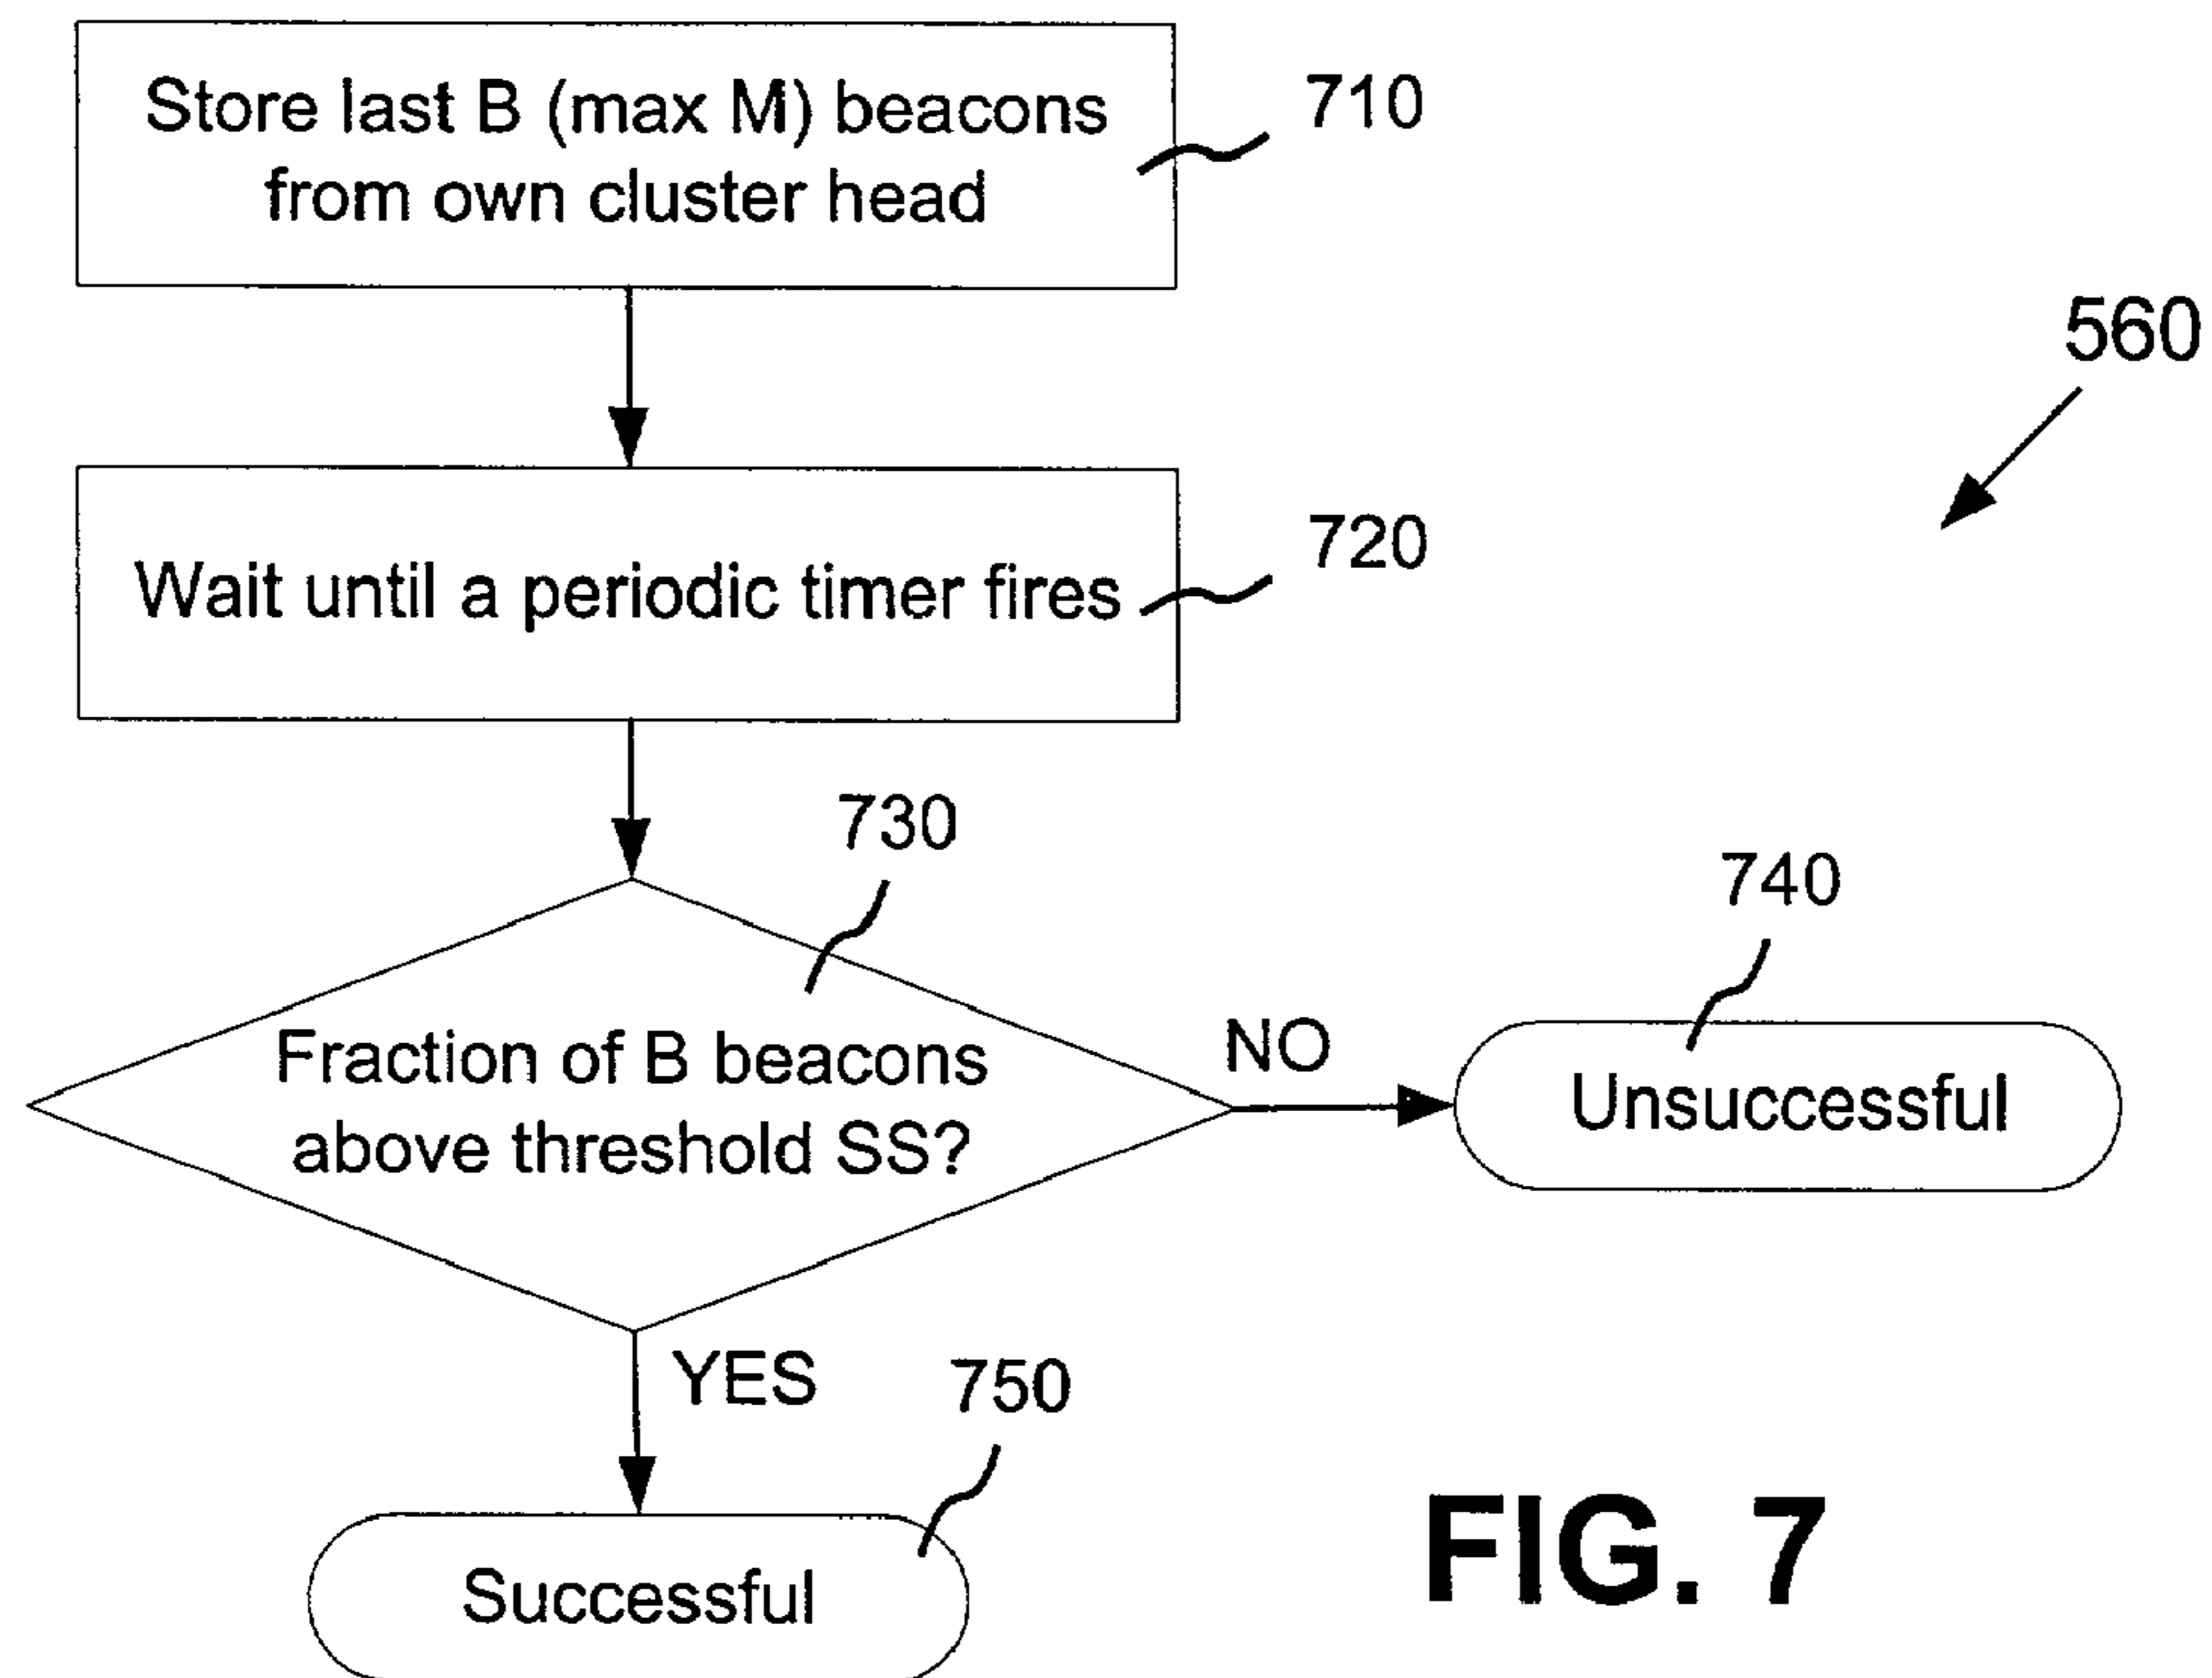 Store last B (max M) beacons
from own cluster head
710
560
Wait until a periodic timer fires
720
730
Fraction of B beacons
above threshold SS?
NO
740
Unsuccessful
YES
750
Successful
FIG. 7